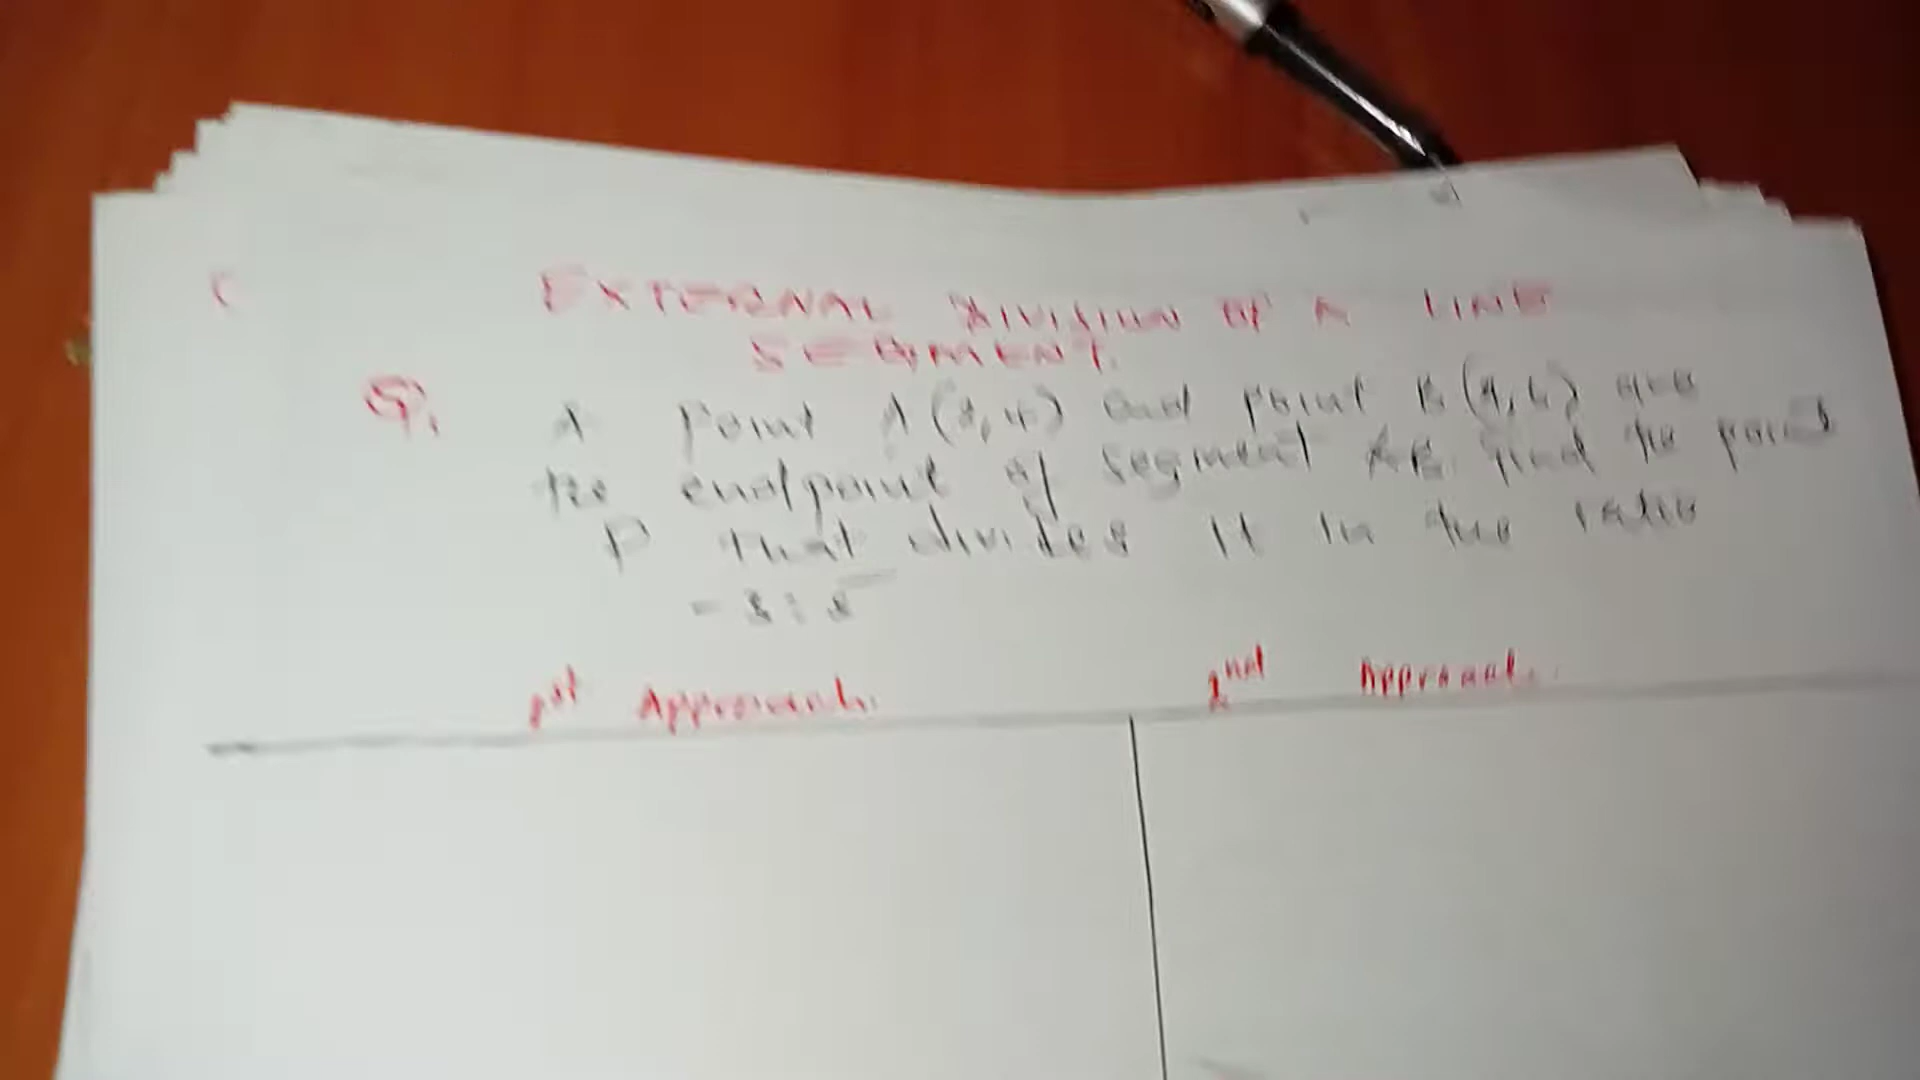 EXTERNAL DIVISION OF A LINE
SEGMENT.
Q. A point and point are
the endpoint of segment AB. find the point
P that divides it in the ratio
1st Approach.
2nd Approach.